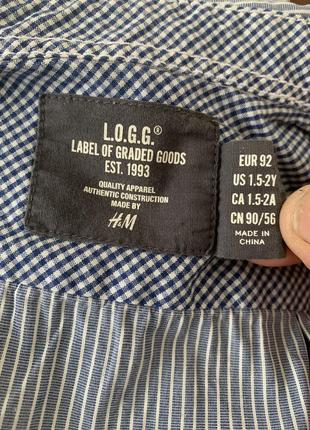 L.O.G.G.®
LABEL OF GRADED GOODS
EST. 1993
QUALITY APPAREL
AUTHENTIC CONSTRUCTION
MADE BY
H&M
EUR 92
US 1.5-2Y
CA 1.5-2A
CN 90/56
MADE IN
CHINA